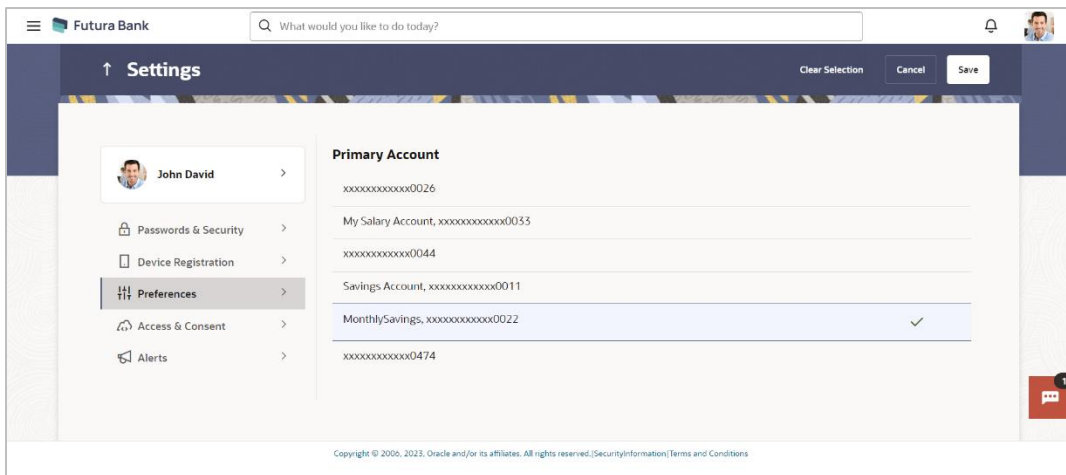 Futura Bank
What would you like to do today?
Settings
Clear Selection
Cancel
Save
John David
Passwords & Security
Device Registration
Preferences
Access & Consent
Alerts
Primary Account
xxxxxxxxxxxx0026
My Salary Account, xxxxxxxxxxxx0033
xxxxxxxxxxxx0044
Savings Account, xxxxxxxxxxxx0011
MonthlySavings, xxxxxxxxxxxx0022
xxxxxxxxxxxx0474
1
Copyright © 2006, 2023, Oracle and/or its affiliates. All rights reserved.|SecurityInformation|Terms and Conditions